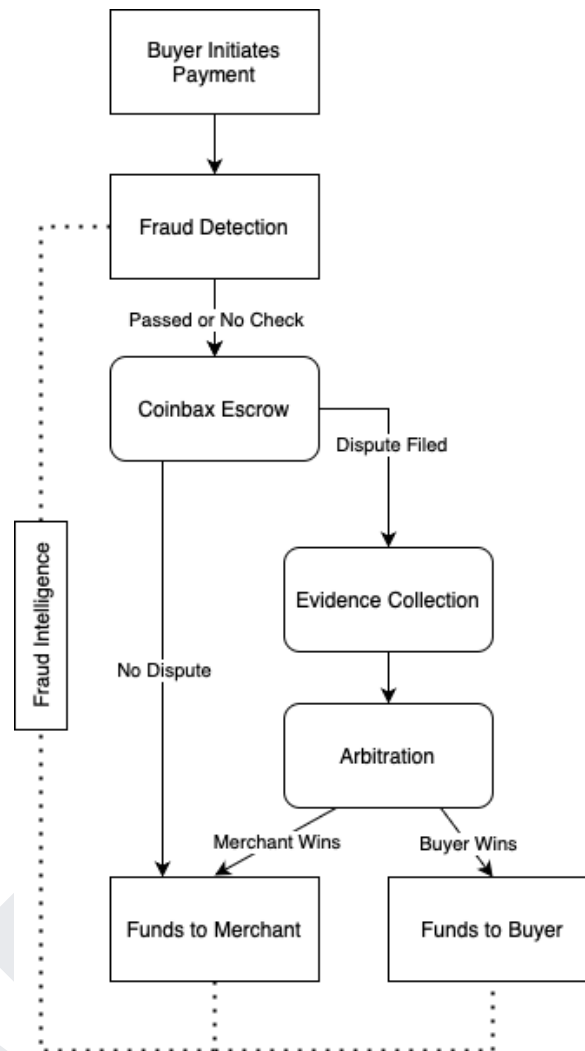 Buyer Initiates
Payment
Fraud Detection
Passed or No Check
Coinbax Escrow
Dispute Filed
Evidence Collection
Fraud Intelligence
No Dispute
Arbitration
Merchant Wins
Buyer Wins
Funds to Merchant
Funds to Buyer